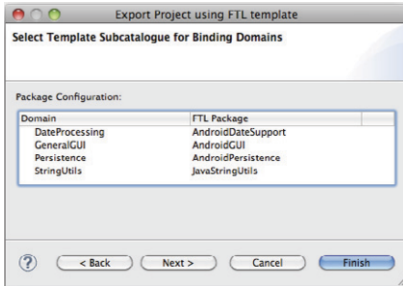 Export Project using FTL template
Select Template Subcatalogue for Binding Domains
Package Configuration:
Domain FTL Package
DateProcessing AndroidDateSupport
GeneralGUI AndroidGUI
Persistence AndroidPersistence
StringUtils JavaStringUtils
? < Back Next > Cancel Finish